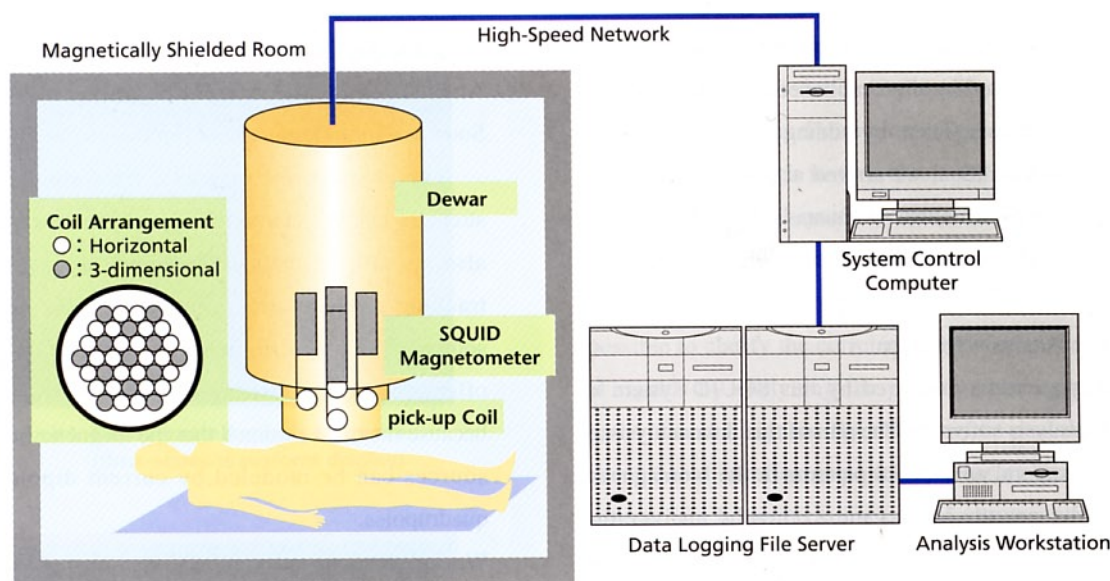 High-Speed Network
Magnetically Shielded Room
Dewar
Coil Arrangement
: Horizontal
: 3-dimensional
SQUID
Magnetometer
pick-up Coil
System Control
Computer
Data Logging File Server
Analysis Workstation